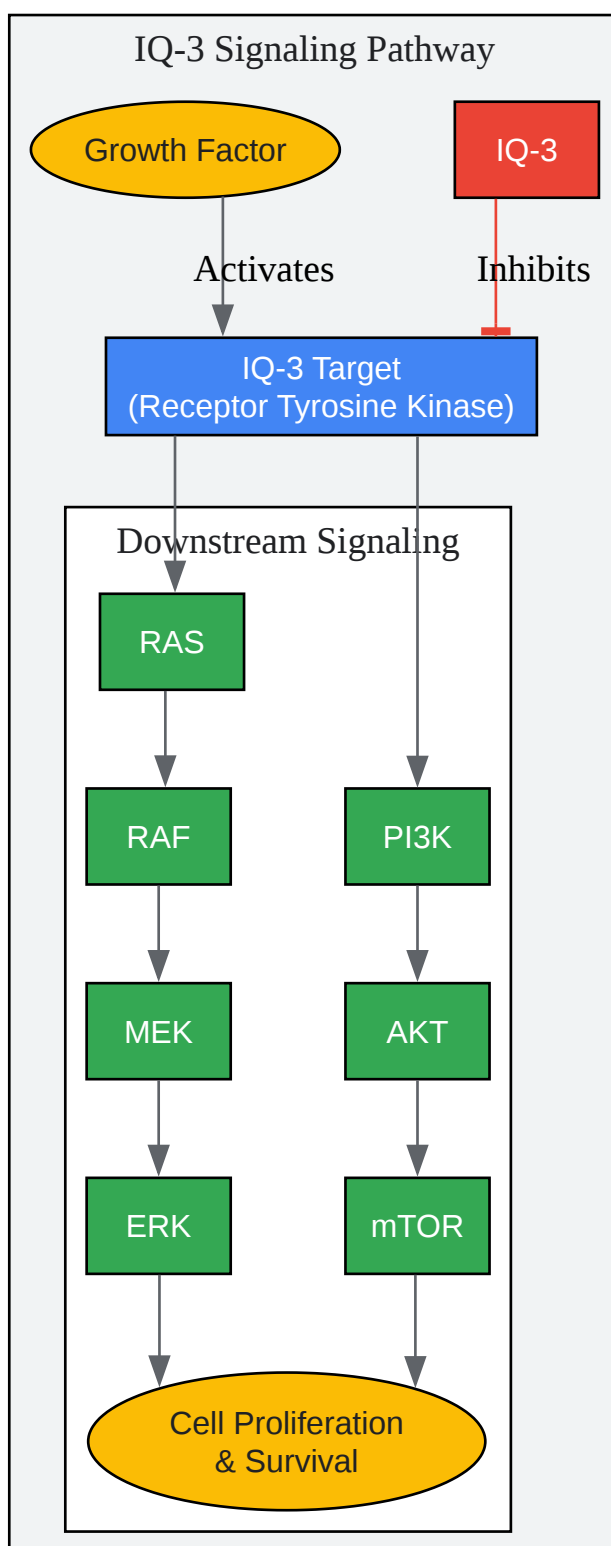 IQ-3 Signaling Pathway
Growth Factor
IQ-3
Activates
Inhibits
IQ-3 Target
(Receptor Tyrosine Kinase)
Downstream Signaling
RAS
RAF
PI3K
MEK
AKT
ERK
mTOR
Cell Proliferation
& Survival